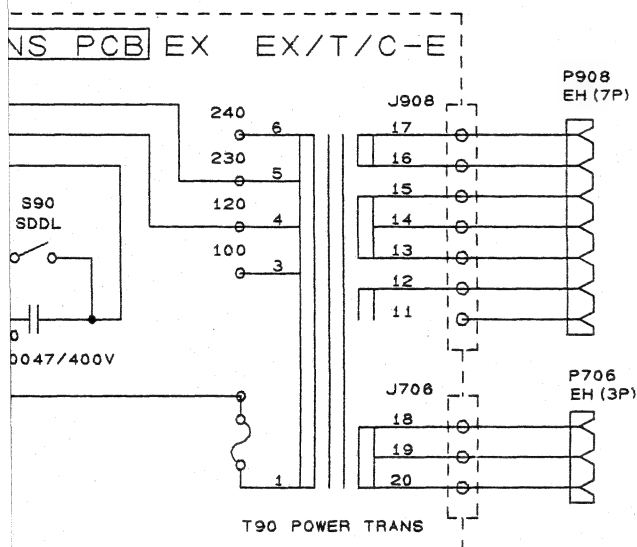 NS PCB EX EX/T/C-E
P908
EH (7P)
J908
240
6
17
230
5
16
S90
SDDL
120
4
15
14
100
3
13
12
11
0
0047/400V
P706
EH (3P)
J706
18
19
1
20
T90 POWER TRANS